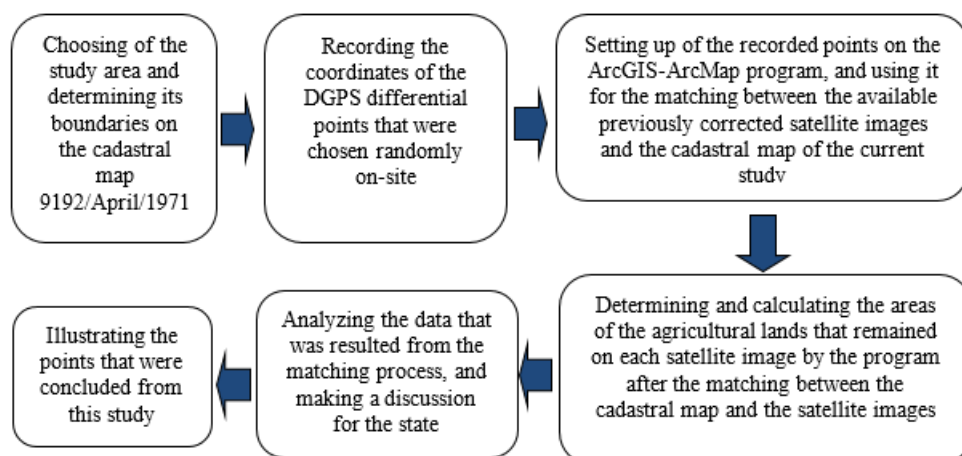 Choosing of the
study area and
determining its
boundaries on
the cadastral
map
9192/April/1971
Recording the
coordinates of the
DGPS differential
points that were
chosen randomly
on-site
Setting up of the recorded points on the
ArcGIS-ArcMap program, and using it
for the matching between the available
previously corrected satellite images
and the cadastral map of the current
study
Determining and calculating the areas
of the agricultural lands that remained
on each satellite image by the program
after the matching between the
cadastral map and the satellite images
Analyzing the data that
was resulted from the
matching process, and
making a discussion
for the state
Illustrating the
points that were
concluded from
this study